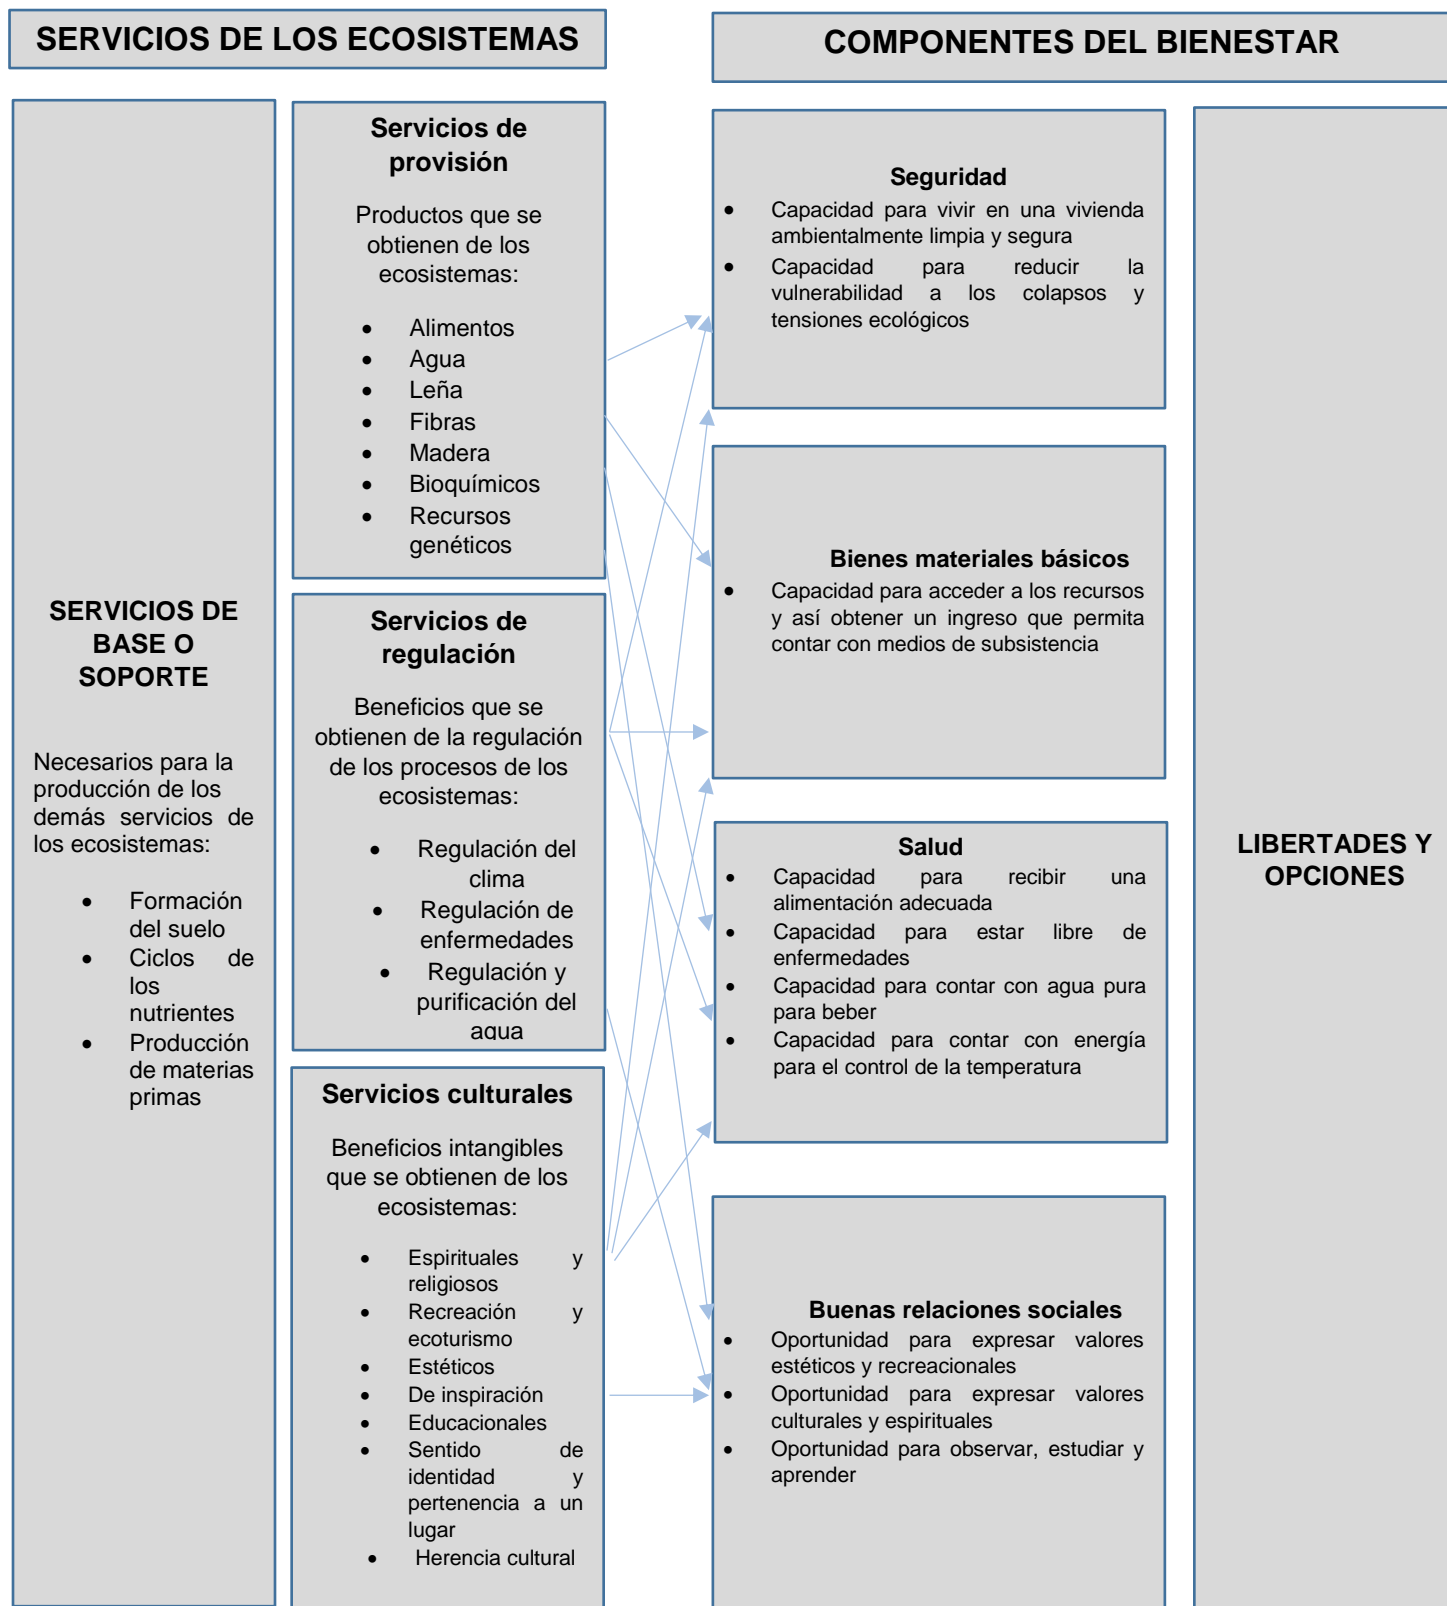 SERVICIOS DE LOS ECOSISTEMAS
COMPONENTES DEL BIENESTAR
SERVICIOS DE
BASE O
SOPORTE
Necesarios para la
producción de los
demás servicios de
los ecosistemas:
• Formación
del suelo
• Ciclos de
los
nutrientes
• Producción
de materias
primas
Servicios de
provisión
Productos que se
obtienen de los
ecosistemas:
• Alimentos
• Agua
• Leña
• Fibras
• Madera
• Bioquímicos
• Recursos
genéticos
Servicios de
regulación
Beneficios que se
obtienen de la regulación
de los procesos de los
ecosistemas:
• Regulación del
clima
• Regulación de
enfermedades
• Regulación y
purificación del
agua
Servicios culturales
Beneficios intangibles
que se obtienen de los
ecosistemas:
• Espirituales y
religiosos
• Recreación y
ecoturismo
• Estéticos
• De inspiración
• Educacionales
• Sentido de
identidad y
pertenencia a un
lugar
• Herencia cultural
Seguridad
• Capacidad para vivir en una vivienda
ambientalmente limpia y segura
• Capacidad para reducir la
vulnerabilidad a los colapsos y
tensiones ecológicos
Bienes materiales básicos
• Capacidad para acceder a los recursos
y así obtener un ingreso que permita
contar con medios de subsistencia
Salud
• Capacidad para recibir una
alimentación adecuada
• Capacidad para estar libre de
enfermedades
• Capacidad para contar con agua pura
para beber
• Capacidad para contar con energía
para el control de la temperatura
Buenas relaciones sociales
• Oportunidad para expresar valores
estéticos y recreacionales
• Oportunidad para expresar valores
culturales y espirituales
• Oportunidad para observar, estudiar y
aprender
LIBERTADES Y
OPCIONES